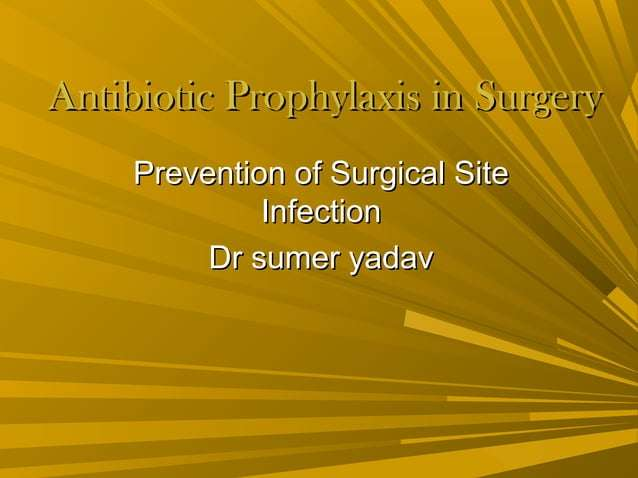 Antibiotic Prophylaxis in Surgery
Prevention of Surgical Site
Infection
Dr sumer yadav